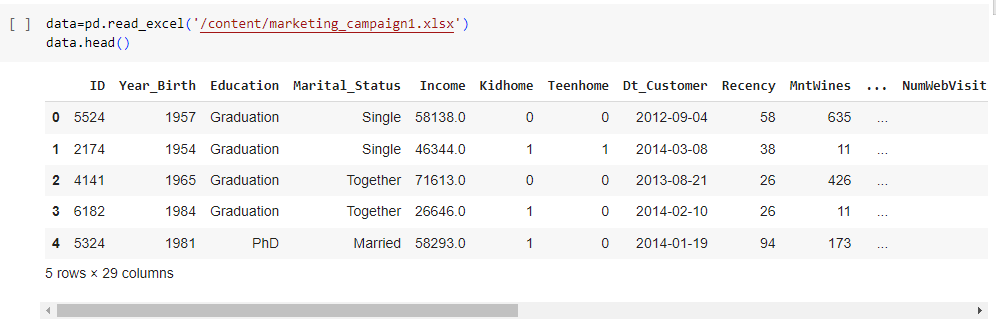 [ ] data=pd.read_excel('/content/marketing_campaign1.xlsx')
data.head()
ID Year_Birth Education Marital_Status Income Kidhome Teenhome Dt_Customer Recency MntWines ... NumWebVisit
0 5524 1957 Graduation Single 58138.0 0 0 2012-09-04 58 635 ...
1 2174 1954 Graduation Single 46344.0 1 1 2014-03-08 38 11 ...
2 4141 1965 Graduation Together 71613.0 0 0 2013-08-21 26 426 ...
3 6182 1984 Graduation Together 26646.0 1 0 2014-02-10 26 11 ...
4 5324 1981 PhD Married 58293.0 1 0 2014-01-19 94 173 ...
5 rows × 29 columns